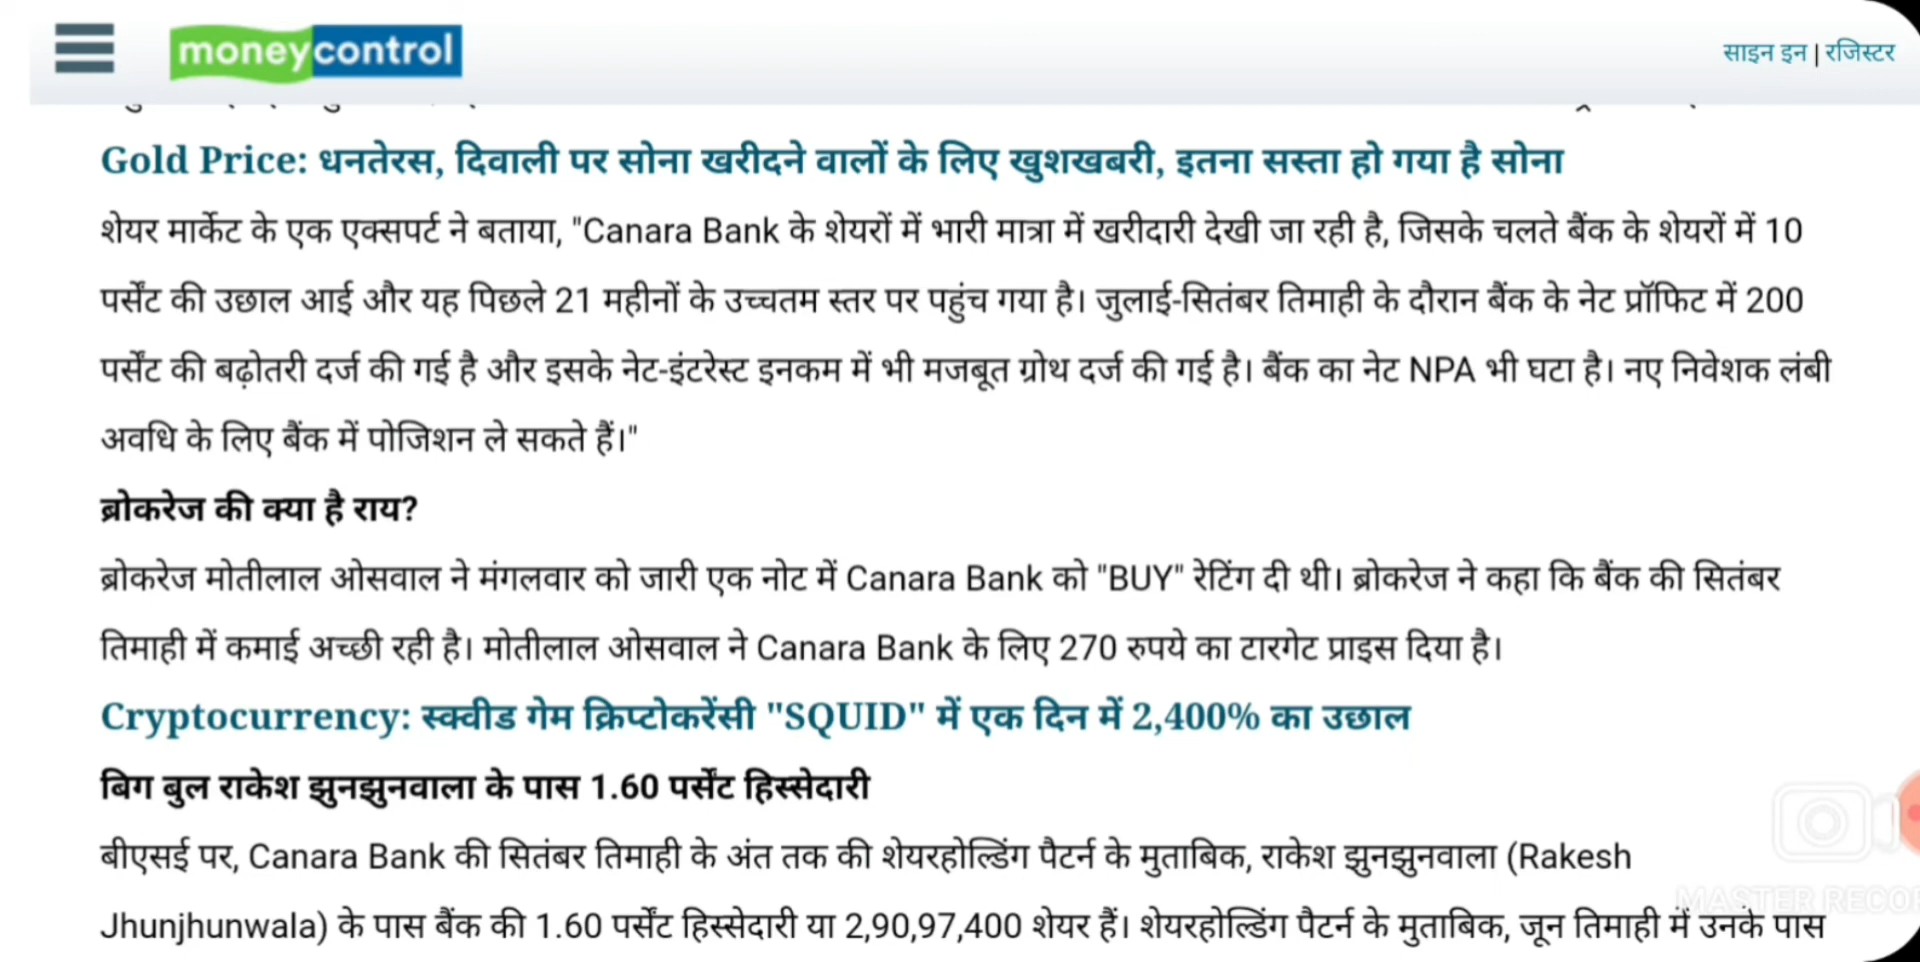 moneycontrol
साइन इन | रजिस्टर
Gold Price: धनतेरस, दिवाली पर सोना खरीदने वालों के लिए खुशखबरी, इतना सस्ता हो गया है सोना
शेयर मार्केट के एक एक्सपर्ट ने बताया, "Canara Bank के शेयरों में भारी मात्रा में खरीदारी देखी जा रही है, जिसके चलते बैंक के शेयरों में 10
पर्सेंट की उछाल आई और यह पिछले 21 महीनों के उच्चतम स्तर पर पहुंच गया है। जुलाई-सितंबर तिमाही के दौरान बैंक के नेट प्रॉफिट में 200
पर्सेंट की बढ़ोतरी दर्ज की गई है और इसके नेट-इंटरेस्ट इनकम में भी मजबूत ग्रोथ दर्ज की गई है। बैंक का नेट NPA भी घटा है। नए निवेशक लंबी
अवधि के लिए बैंक में पोजिशन ले सकते हैं।"
ब्रोकरेज की क्या है राय?
ब्रोकरेज मोतीलाल ओसवाल ने मंगलवार को जारी एक नोट में Canara Bank को "BUY" रेटिंग दी थी। ब्रोकरेज ने कहा कि बैंक की सितंबर
तिमाही में कमाई अच्छी रही है। मोतीलाल ओसवाल ने Canara Bank के लिए 270 रुपये का टारगेट प्राइस दिया है।
Cryptocurrency: स्क्वीड गेम क्रिप्टोकरेंसी "SQUID" में एक दिन में 2,400% का उछाल
बिग बुल राकेश झुनझुनवाला के पास 1.60 पर्सेंट हिस्सेदारी
बीएसई पर, Canara Bank की सितंबर तिमाही के अंत तक की शेयरहोल्डिंग पैटर्न के मुताबिक, राकेश झुनझुनवाला (Rakesh
MASTER RECO
Jhunjhunwala) के पास बैंक की 1.60 पर्सेंट हिस्सेदारी या 2,90,97,400 शेयर हैं। शेयरहोल्डिंग पैटर्न के मुताबिक, जून तिमाही में उनके पास